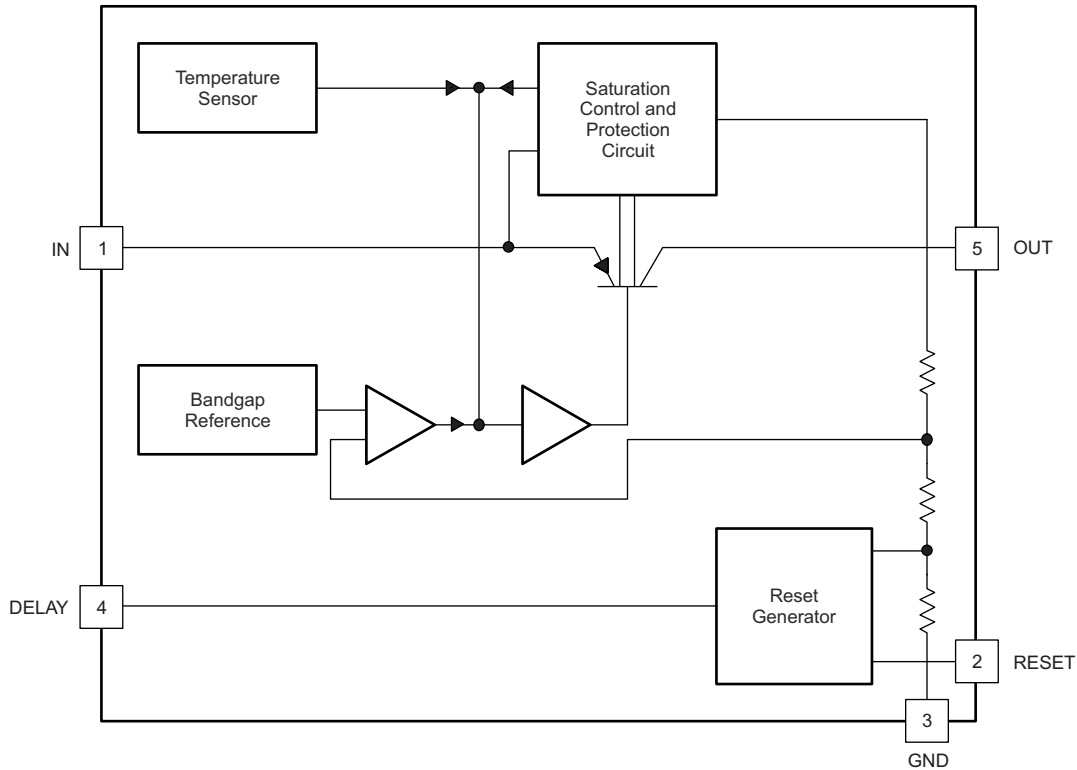 Temperature
Sensor
Saturation
Control and
Protection
Circuit
IN
1
5
OUT
Bandgap
Reference
DELAY
4
Reset
Generator
2
RESET
3
GND